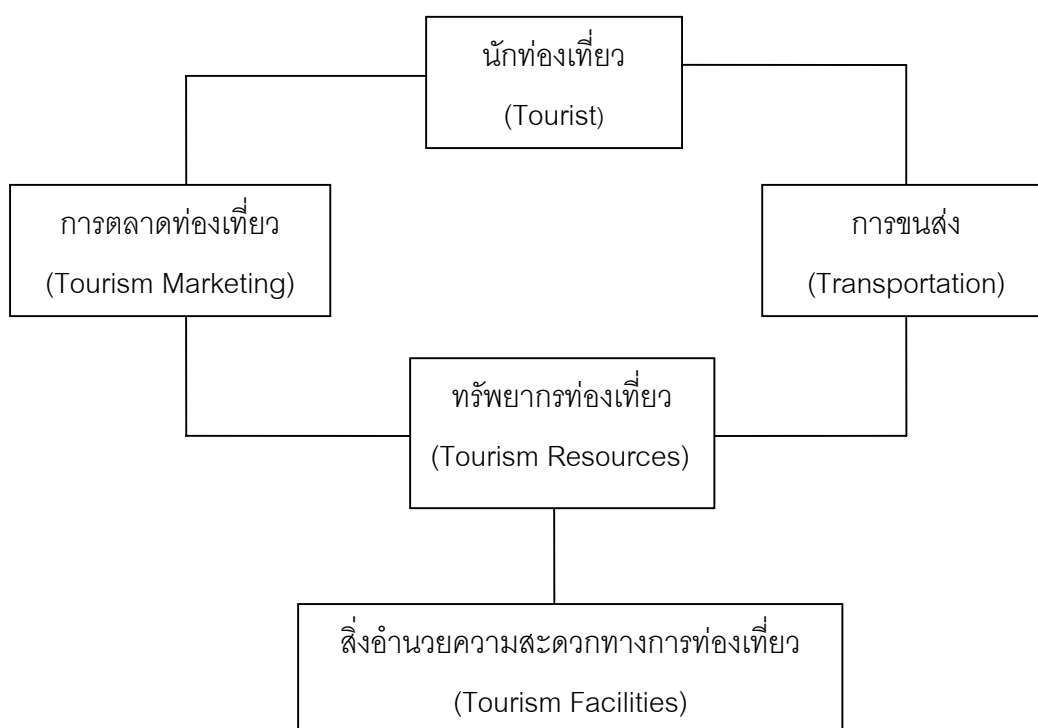 นักท่องเที่ยว
(Tourist)
การตลาดท่องเที่ยว
(Tourism Marketing)
การขนส่ง
(Transportation)
ทรัพยากรท่องเที่ยว
(Tourism Resources)
สิ่งอำนวยความสะดวกทางการท่องเที่ยว
(Tourism Facilities)